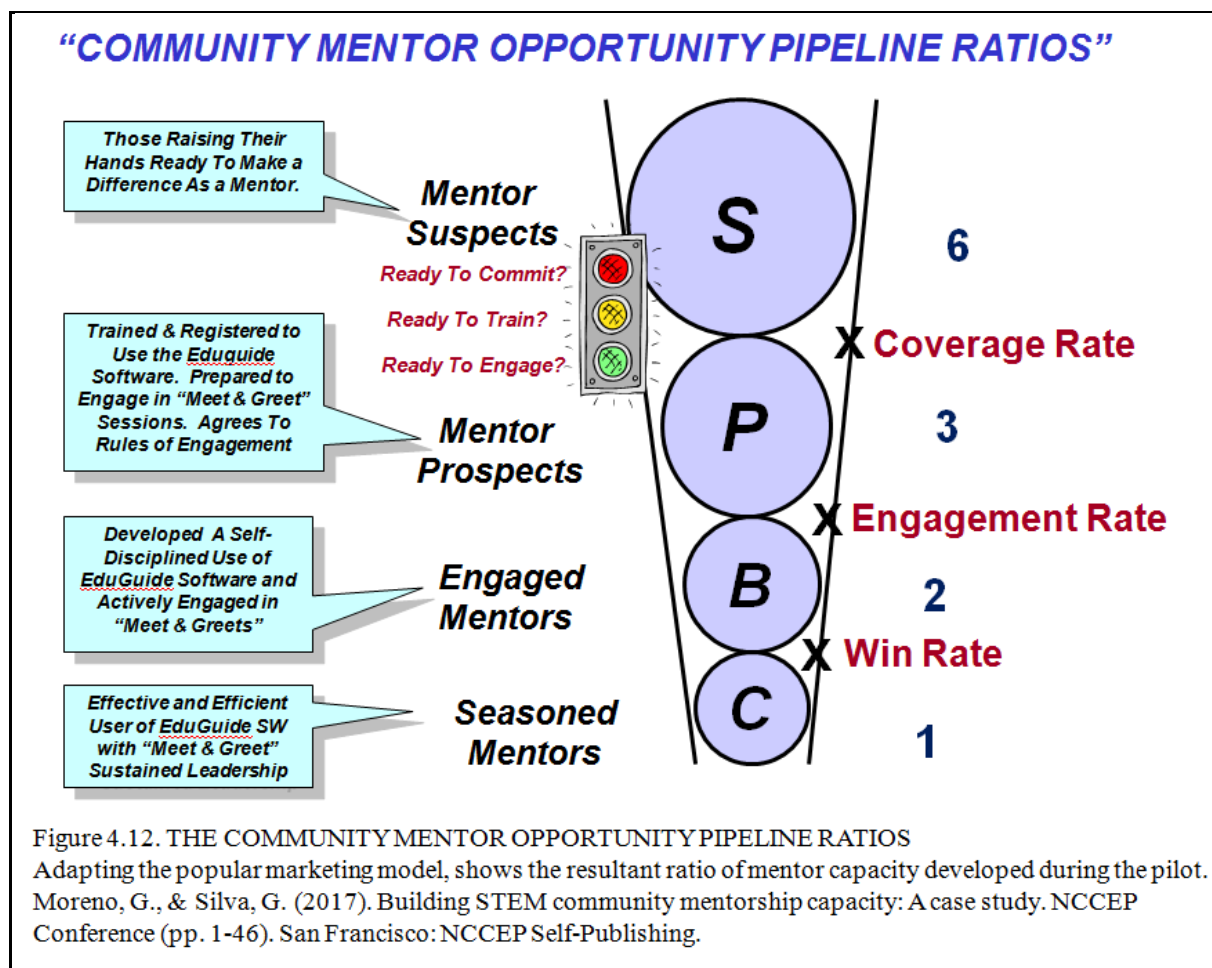 “COMMUNITY MENTOR OPPORTUNITY PIPELINE RATIOS”
Those Raising Their
Hands Ready To Make a
Difference As a Mentor.
Mentor
Suspects
S
6
Ready To Commit?
Ready To Train?
Ready To Engage?
X Coverage Rate
Trained & Registered to
Use the Eduguide
Software. Prepared to
Engage in “Meet & Greet”
Sessions. Agrees To
Rules of Engagement
Mentor
Prospects
P
3
X Engagement Rate
Developed A Self-
Disciplined Use of
EduGuide Software and
Actively Engaged in
“Meet & Greets”
Engaged
Mentors
B
2
X Win Rate
Effective and Efficient
User of EduGuide SW
with “Meet & Greet”
Sustained Leadership
Seasoned
Mentors
C
1
Figure 4.12. THE COMMUNITY MENTOR OPPORTUNITY PIPELINE RATIOS
Adapting the popular marketing model, shows the resultant ratio of mentor capacity developed during the pilot.
Moreno, G., & Silva, G. (2017). Building STEM community mentorship capacity: A case study. NCCEP
Conference (pp. 1-46). San Francisco: NCCEP Self-Publishing.